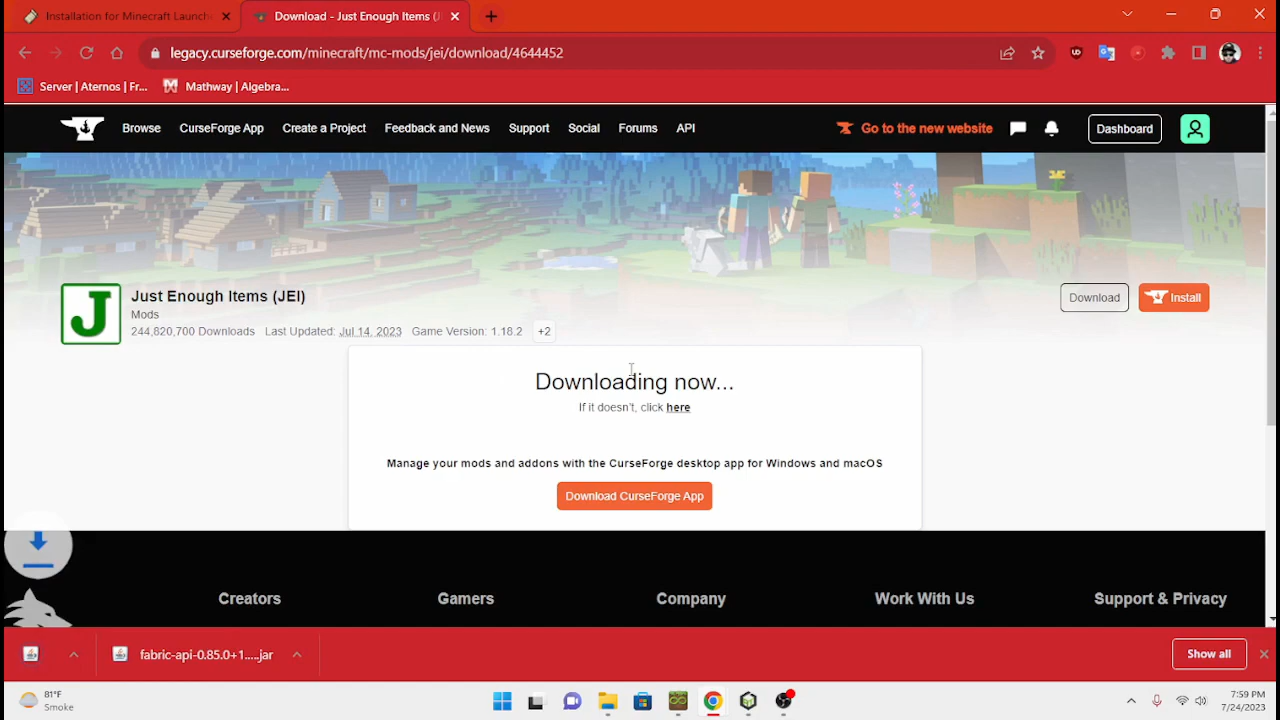 Installation for Minecraft Launch
Download - Just Enough Items (J
legacy.curseforge.com/minecraft/mc-mods/jei/download/4644452
Server | Aternos | Fr...
Mathway | Algebra...
Browse
CurseForge App
Create a Project
Feedback and News
Support
Social
Forums
API
Go to the new website
Dashboard
J
Just Enough Items (JEI)
Mods
244,820,700 Downloads Last Updated: Jul 14, 2023 Game Version: 1.18.2 +2
Download
Install
Downloading now...
If it doesn't, click here
Manage your mods and addons with the CurseForge desktop app for Windows and macOS
Download CurseForge App
Creators
Gamers
Company
Work With Us
Support & Privacy
fabric-api-0.85.0+1....jar
Show all
81°F
Smoke
7:59 PM
7/24/2023